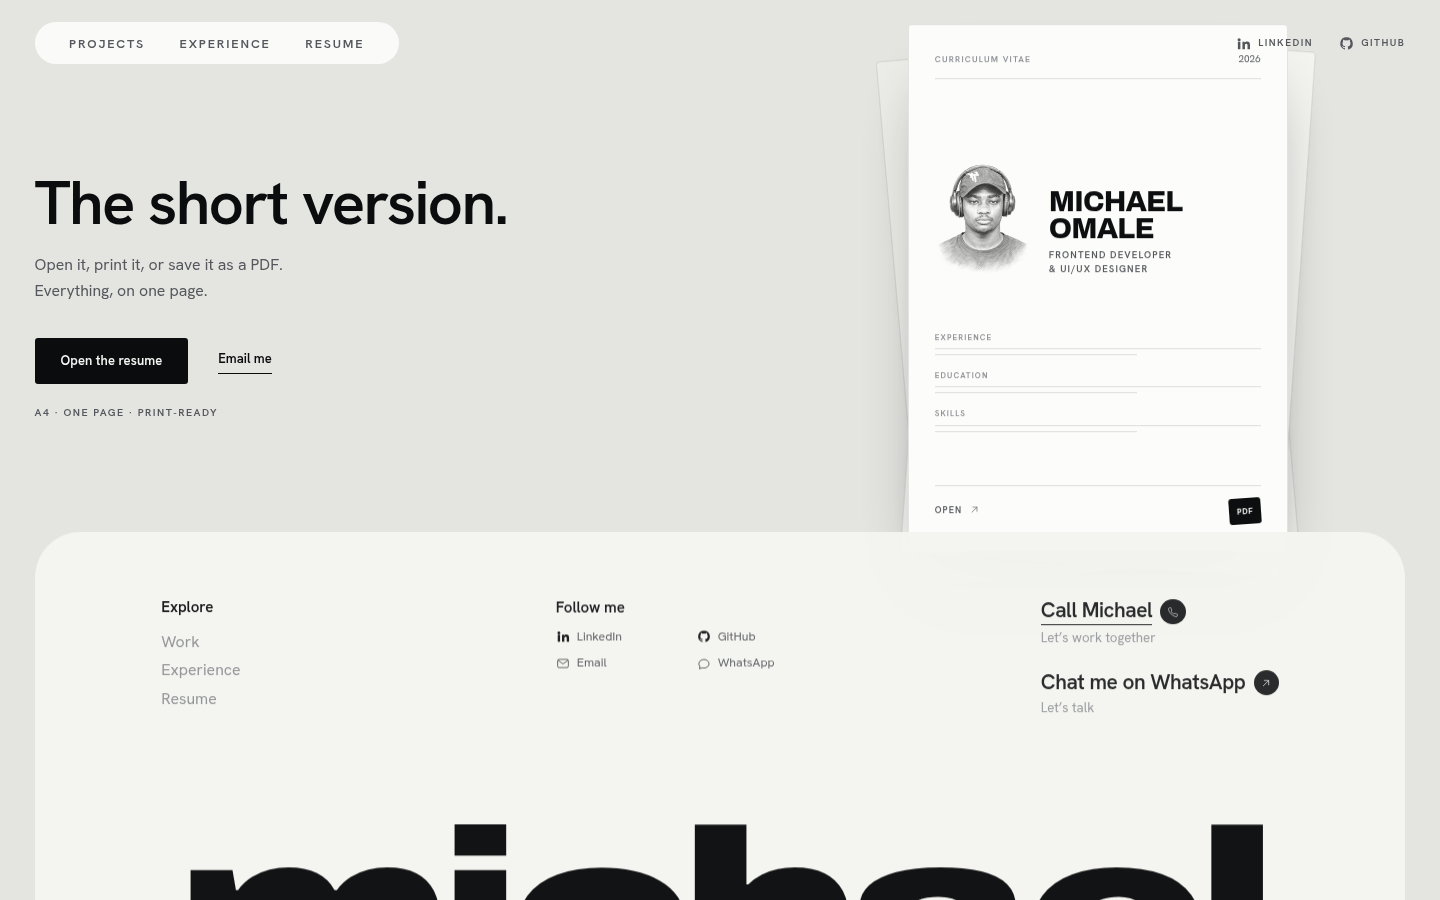 PROJECTS
EXPERIENCE
RESUME
LINKEDIN
GITHUB
The short version.
Open it, print it, or save it as a PDF.
Everything, on one page.
Open the resume
Email me
A4 · ONE PAGE · PRINT-READY
CURRICULUM VITAE
2026
MICHAEL
OMALE
FRONTEND DEVELOPER
& UI/UX DESIGNER
EXPERIENCE
EDUCATION
SKILLS
OPEN
PDF
Explore
Work
Experience
Resume
Follow me
LinkedIn
GitHub
Email
WhatsApp
Call Michael
Let’s work together
Chat me on WhatsApp
Let’s talk
michael